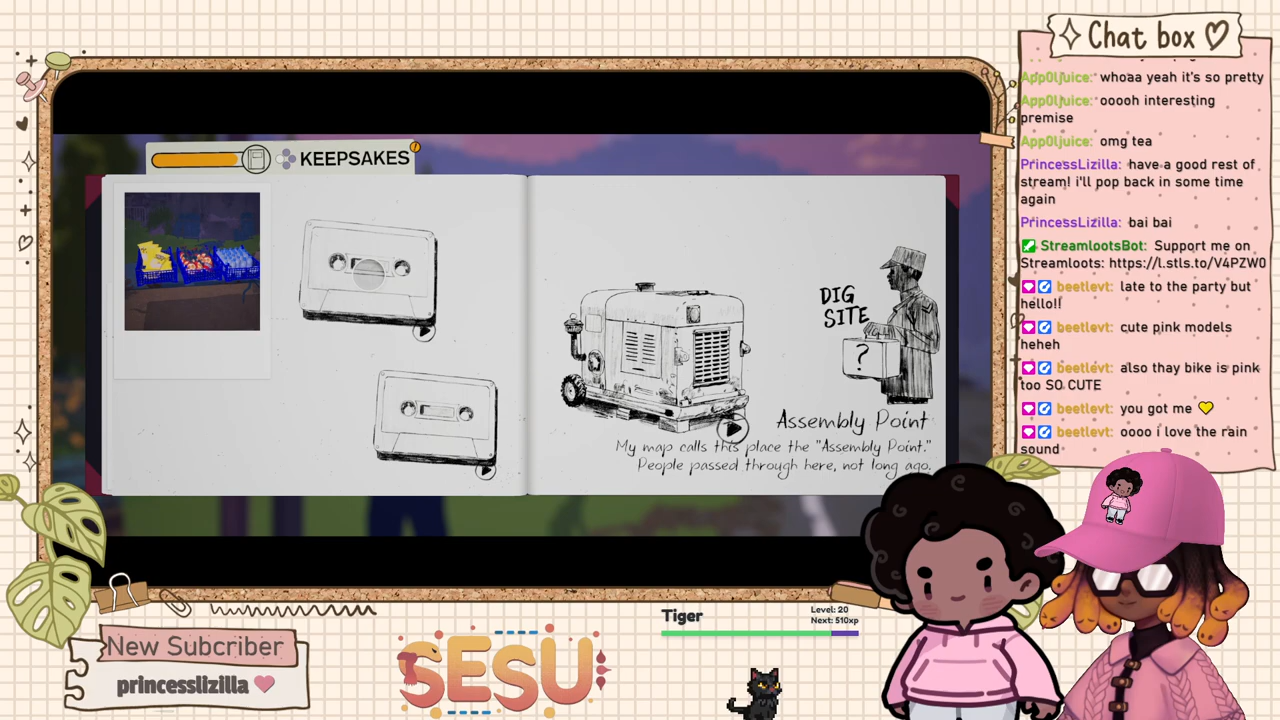 Chat box
App0ljuice: whoaa yeah it's so pretty
App0ljuice: ooooh interesting
premise
App0ljuice: omg tea
PrincessLizilla: have a good rest of
stream! i'll pop back in some time
again
PrincessLizilla: bai bai
StreamlootsBot: Support me on
Streamloots: https://l.stls.to/V4PZW0
beetlevt: late to the party but
hello!!
beetlevt: cute pink models
heheh
beetlevt: also thay bike is pink
too SO CUTE
beetlevt: you got me 💛
beetlevt: oooo i love the rain
sound
KEEPSAKES
DIG
SITE
?
Assembly Point
My map calls this place the "Assembly Point."
People passed through here, not long ago.
New Subcriber
princesslizilla
SESU
Tiger
Level: 20
Next: 510xp